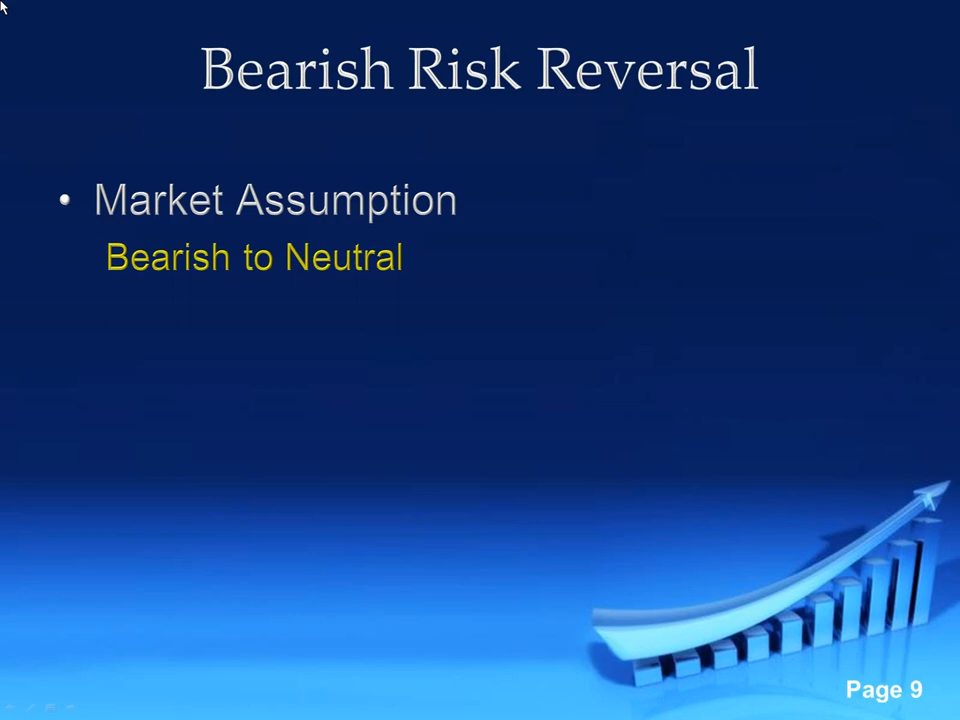 Bearish Risk Reversal
• Market Assumption
Bearish to Neutral
Page 9